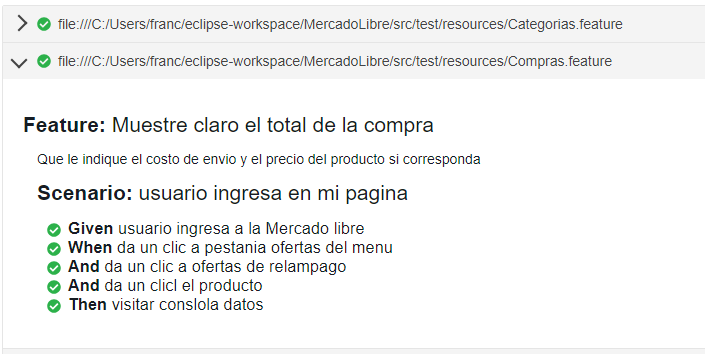 file:///C:/Users/franc/eclipse-workspace/MercadoLibre/src/test/resources/Categorias.feature
file:///C:/Users/franc/eclipse-workspace/MercadoLibre/src/test/resources/Compras.feature
Feature: Muestre claro el total de la compra
Que le indique el costo de envio y el precio del producto si corresponda
Scenario: usuario ingresa en mi pagina
Given usuario ingresa a la Mercado libre
When da un clic a pestania ofertas del menu
And da un clic a ofertas de relampago
And da un clicl el producto
Then visitar conslola datos